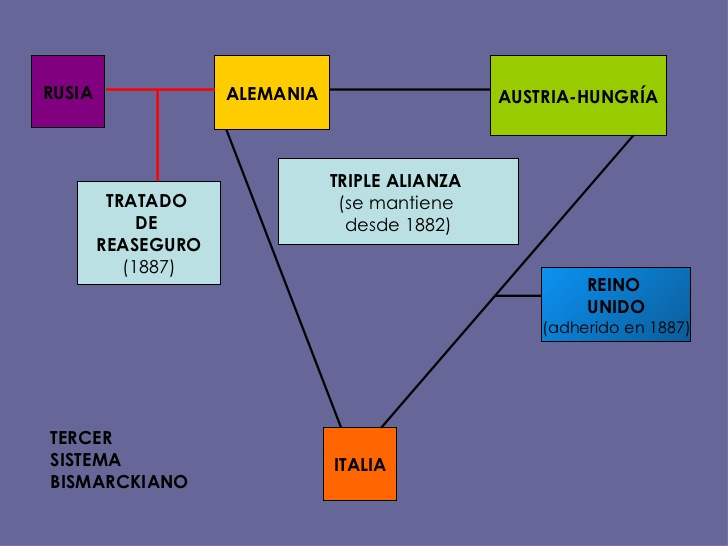 RUSIA
ALEMANIA
AUSTRIA-HUNGRÍA
TRATADO
DE
REASEGURO
(1887)
TRIPLE ALIANZA
(se mantiene
desde 1882)
REINO
UNIDO
(adherido en 1887)
TERCER
SISTEMA
BISMARCKIANO
ITALIA